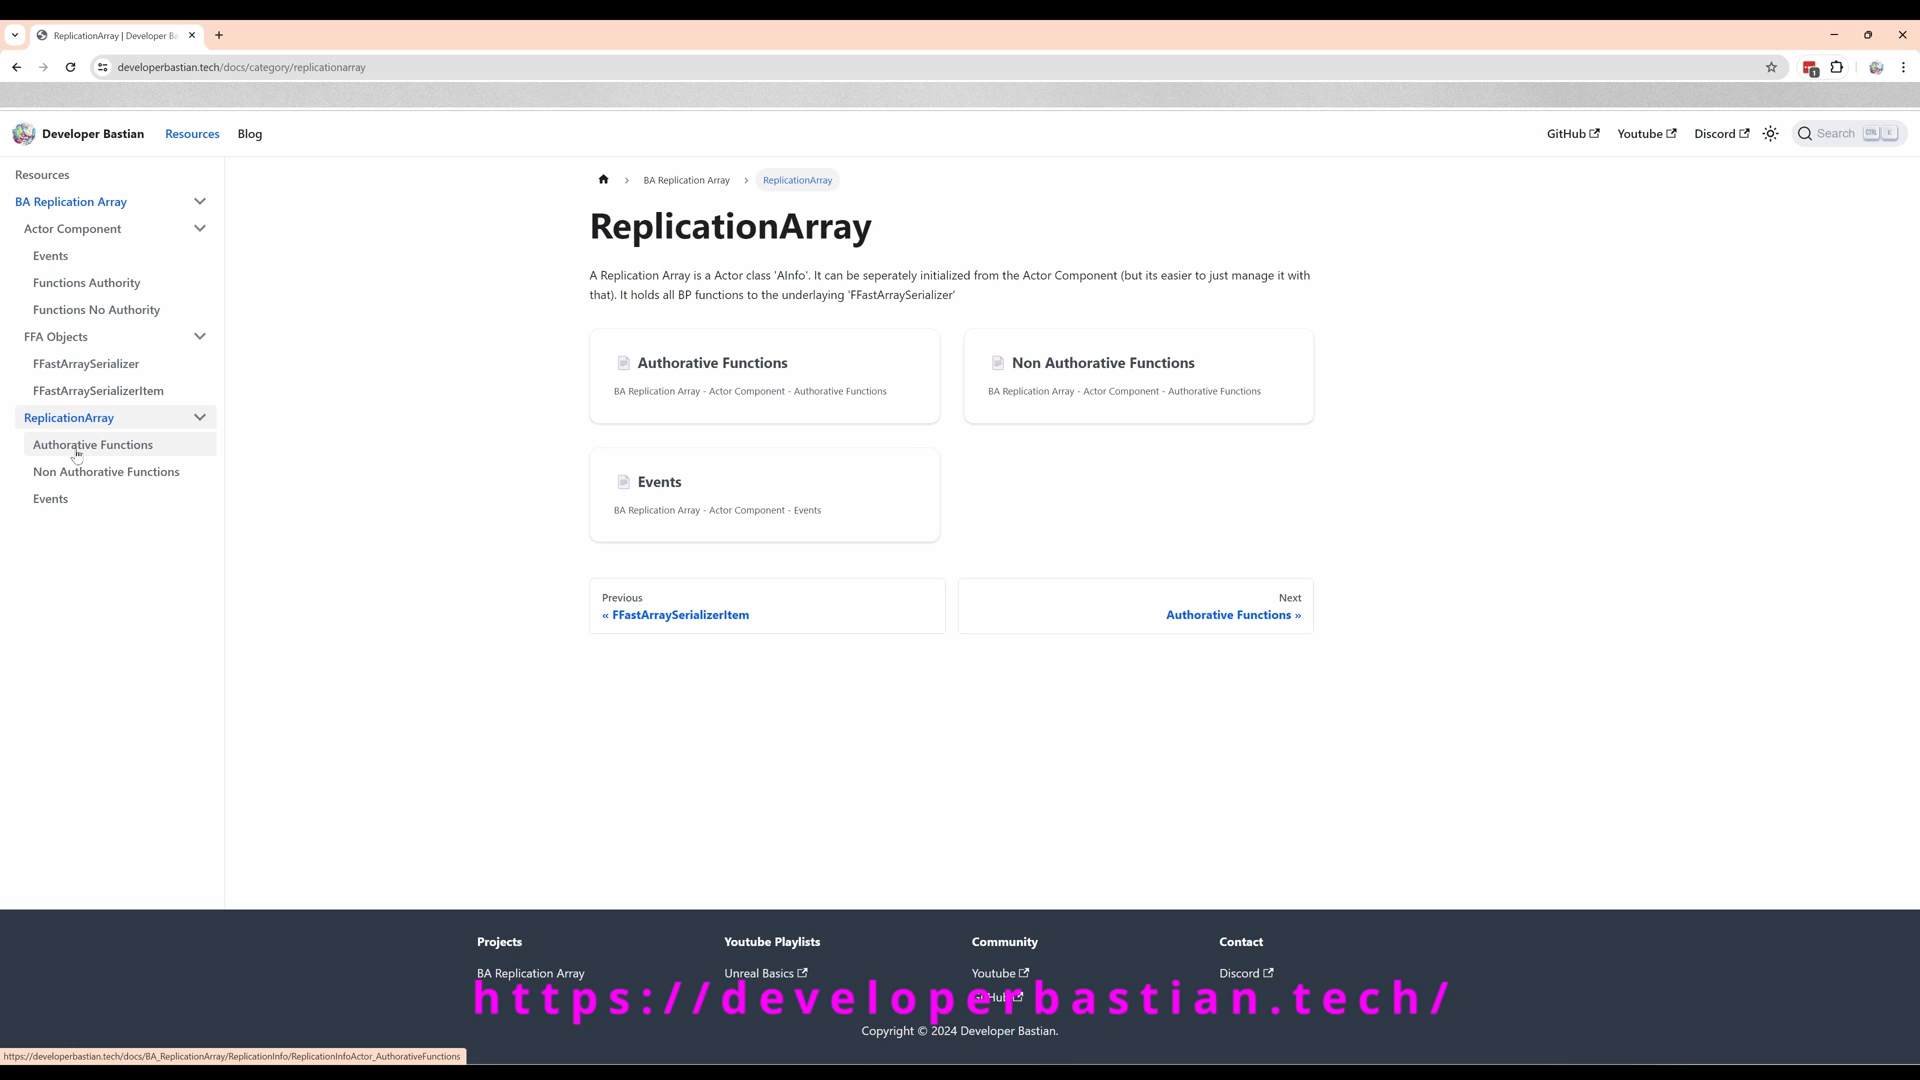 ReplicationArray | Developer Ba
developerbastian.tech/docs/category/replicationarray
1
Developer Bastian
Resources
Blog
GitHub
Youtube
Discord
Search
CTRL
K
Resources
BA Replication Array
Actor Component
Events
Functions Authority
Functions No Authority
FFA Objects
FFastArraySerializer
FFastArraySerializerItem
ReplicationArray
Authorative Functions
Non Authorative Functions
Events
BA Replication Array
ReplicationArray
ReplicationArray
A Replication Array is a Actor class 'AInfo'. It can be seperately initialized from the Actor Component (but its easier to just manage it with
that). It holds all BP functions to the underlaying 'FFastArraySerializer'
Authorative Functions
BA Replication Array - Actor Component - Authorative Functions
Non Authorative Functions
BA Replication Array - Actor Component - Authorative Functions
Events
BA Replication Array - Actor Component - Events
Previous
« FFastArraySerializerItem
Next
Authorative Functions »
Projects
BA Replication Array
Youtube Playlists
Unreal Basics
Community
Youtube
GitHub
Contact
Discord
https://developerbastian.tech/
Copyright © 2024 Developer Bastian.
https://developerbastian.tech/docs/BA_ReplicationArray/ReplicationInfo/ReplicationInfoActor_AuthorativeFunctions